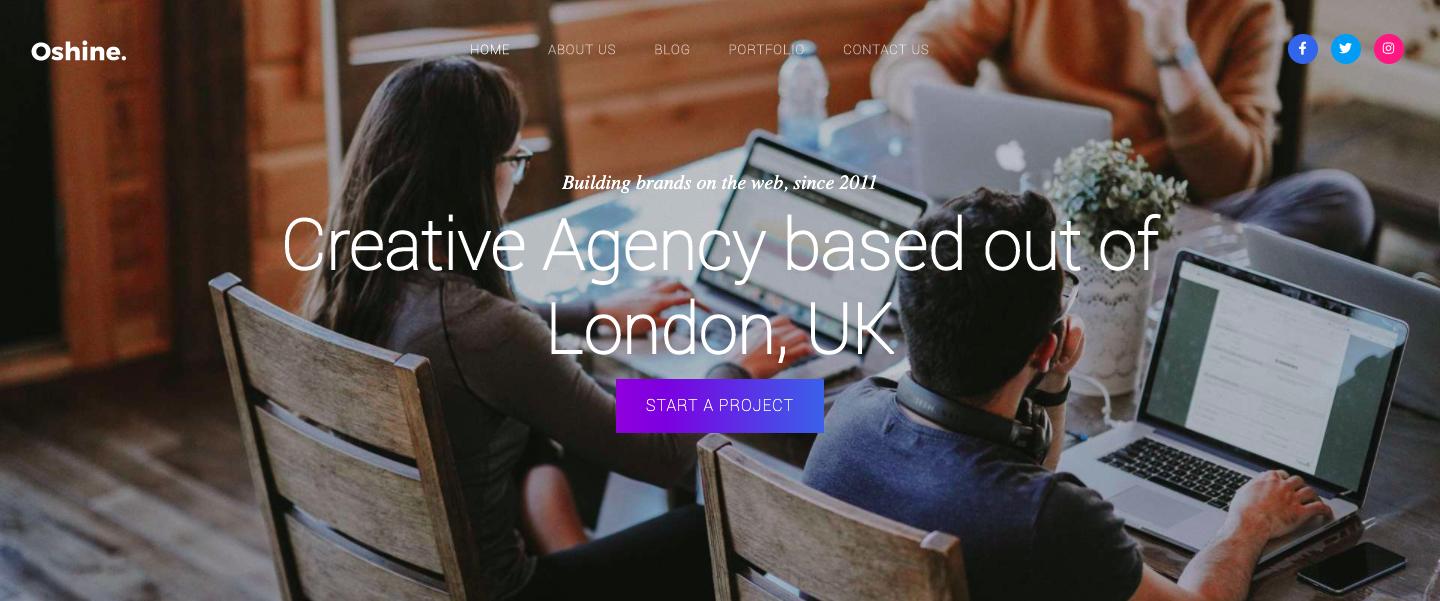 Oshine.
HOME ABOUT US BLOG PORTFOLIO CONTACT US
Building brands on the web, since 2011
Creative Agency based out of
London, UK
START A PROJECT